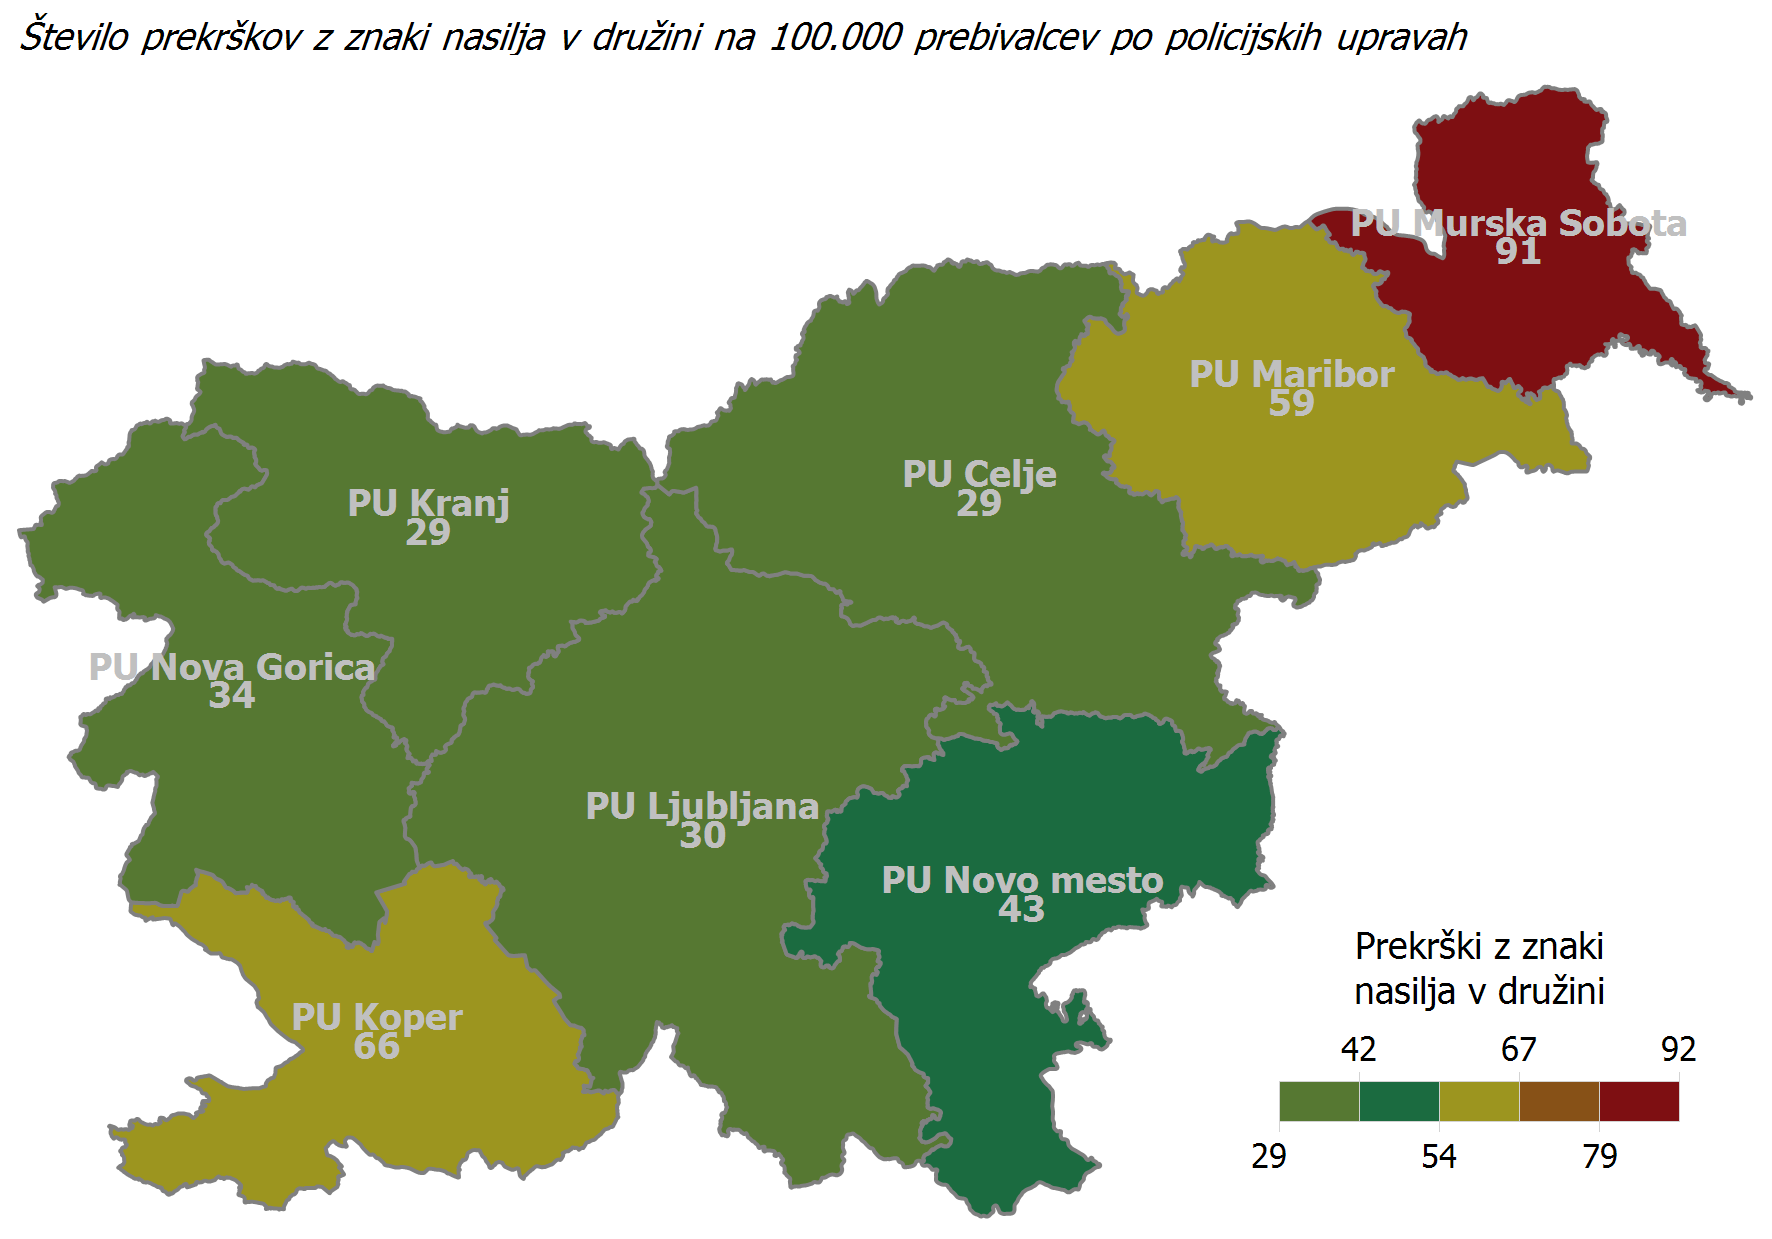 Število prekrškov z znaki nasilja v družini na 100.000 prebivalcev po policijskih upravah
PU Murska Sobota
91
PU Maribor
59
PU Celje
29
PU Kranj
29
PU Nova Gorica
34
PU Ljubljana
30
PU Novo mesto
43
PU Koper
66
Prekrški z znaki
nasilja v družini
42 67 92
29 54 79